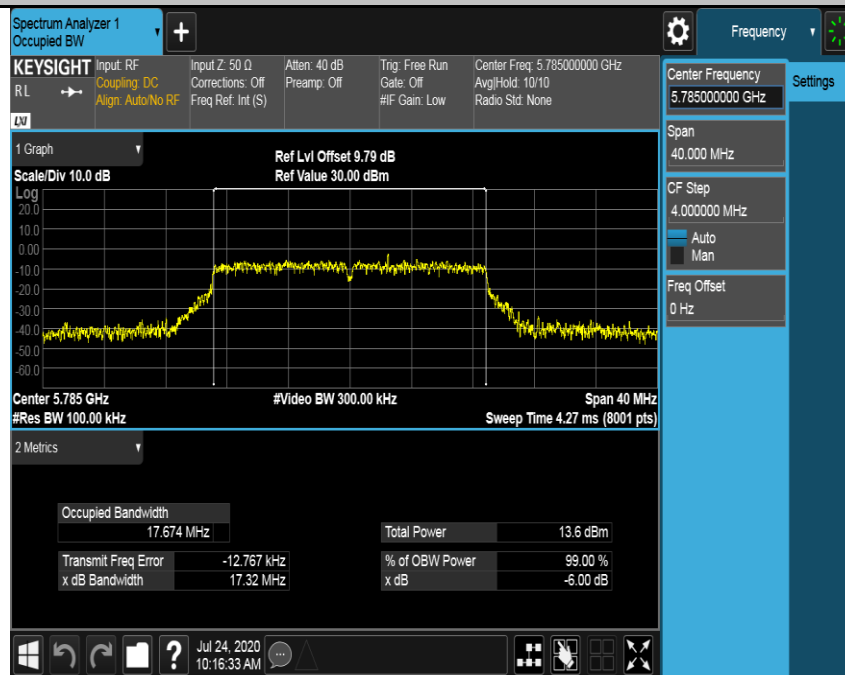 Spectrum Analyzer 1
Occupied BW
+
Frequency
KEYSIGHT
RL
LXI
Input: RF
Coupling: DC
Align: Auto/No RF
Input Z: 50 Ω
Corrections: Off
Freq Ref: Int (S)
Atten: 40 dB
Preamp: Off
Trig: Free Run
Gate: Off
#IF Gain: Low
Center Freq: 5.785000000 GHz
Avg|Hold: 10/10
Radio Std: None
Center Frequency
5.785000000 GHz
Settings
Span
40.000 MHz
CF Step
4.000000 MHz
Auto
Man
Freq Offset
0 Hz
1 Graph
Scale/Div 10.0 dB
Ref Lvl Offset 9.79 dB
Ref Value 30.00 dBm
Log
20.0
10.0
0.00
-10.0
-20.0
-30.0
-40.0
-50.0
-60.0
Center 5.785 GHz
#Video BW 300.00 kHz
Span 40 MHz
#Res BW 100.00 kHz
Sweep Time 4.27 ms (8001 pts)
2 Metrics
Occupied Bandwidth
17.674 MHz
Total Power 13.6 dBm
Transmit Freq Error -12.767 kHz
% of OBW Power 99.00 %
x dB Bandwidth 17.32 MHz
x dB -6.00 dB
?
Jul 24, 2020
10:16:33 AM